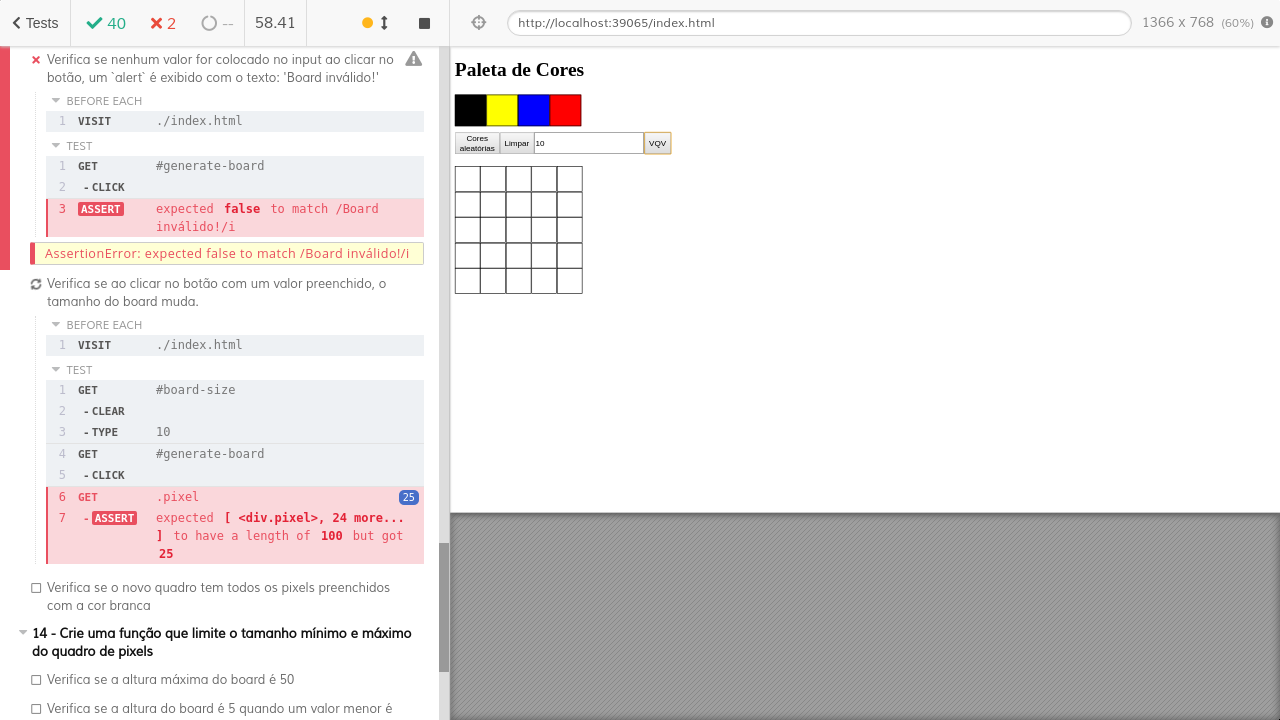 Tests 40 2 -- 58.41 http://localhost:39065/index.html 1366 x 768 (60%)
Verifica se nenhum valor for colocado no input ao clicar no
botão, um `alert` é exibido com o texto: 'Board inválido!'
BEFORE EACH
1 VISIT ./index.html
TEST
1 GET #generate-board
2 - CLICK
3 ASSERT expected false to match /Board
inválido!/i
AssertionError: expected false to match /Board inválido!/i
Verifica se ao clicar no botão com um valor preenchido, o
tamanho do board muda.
BEFORE EACH
1 VISIT ./index.html
TEST
1 GET #board-size
2 - CLEAR
3 - TYPE 10
4 GET #generate-board
5 - CLICK
6 GET .pixel 25
7 - ASSERT expected [ <div.pixel>, 24 more...
] to have a length of 100 but got
25
Verifica se o novo quadro tem todos os pixels preenchidos
com a cor branca
14 - Crie uma função que limite o tamanho mínimo e máximo
do quadro de pixels
Verifica se a altura máxima do board é 50
Verifica se a altura do board é 5 quando um valor menor é
Paleta de Cores
Cores
aleatórias
Limpar
10
VQV